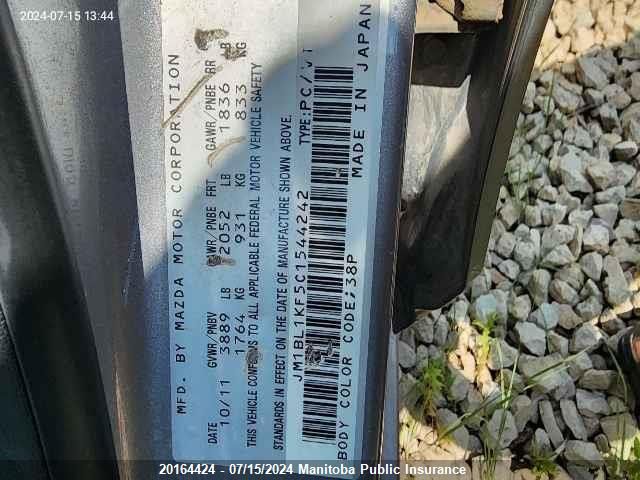 2024-07-15 13:44
MFD. BY MAZDA MOTOR CORPORATION
DATE GVWR/PNBV GAWR/PNBE FRT GAWR/PNBE RR
10/11 3889 LB 2052 LB 1836 LB
1764 KG 931 KG 833 KG
THIS VEHICLE CONFORMS TO ALL APPLICABLE FEDERAL MOTOR VEHICLE SAFETY
STANDARDS IN EFFECT ON THE DATE OF MANUFACTURE SHOWN ABOVE.
JM1BL1KF5C1544242 TYPE:PC/VT
BODY COLOR CODE;38P MADE IN JAPAN
20164424 - 07/15/2024 Manitoba Public Insurance